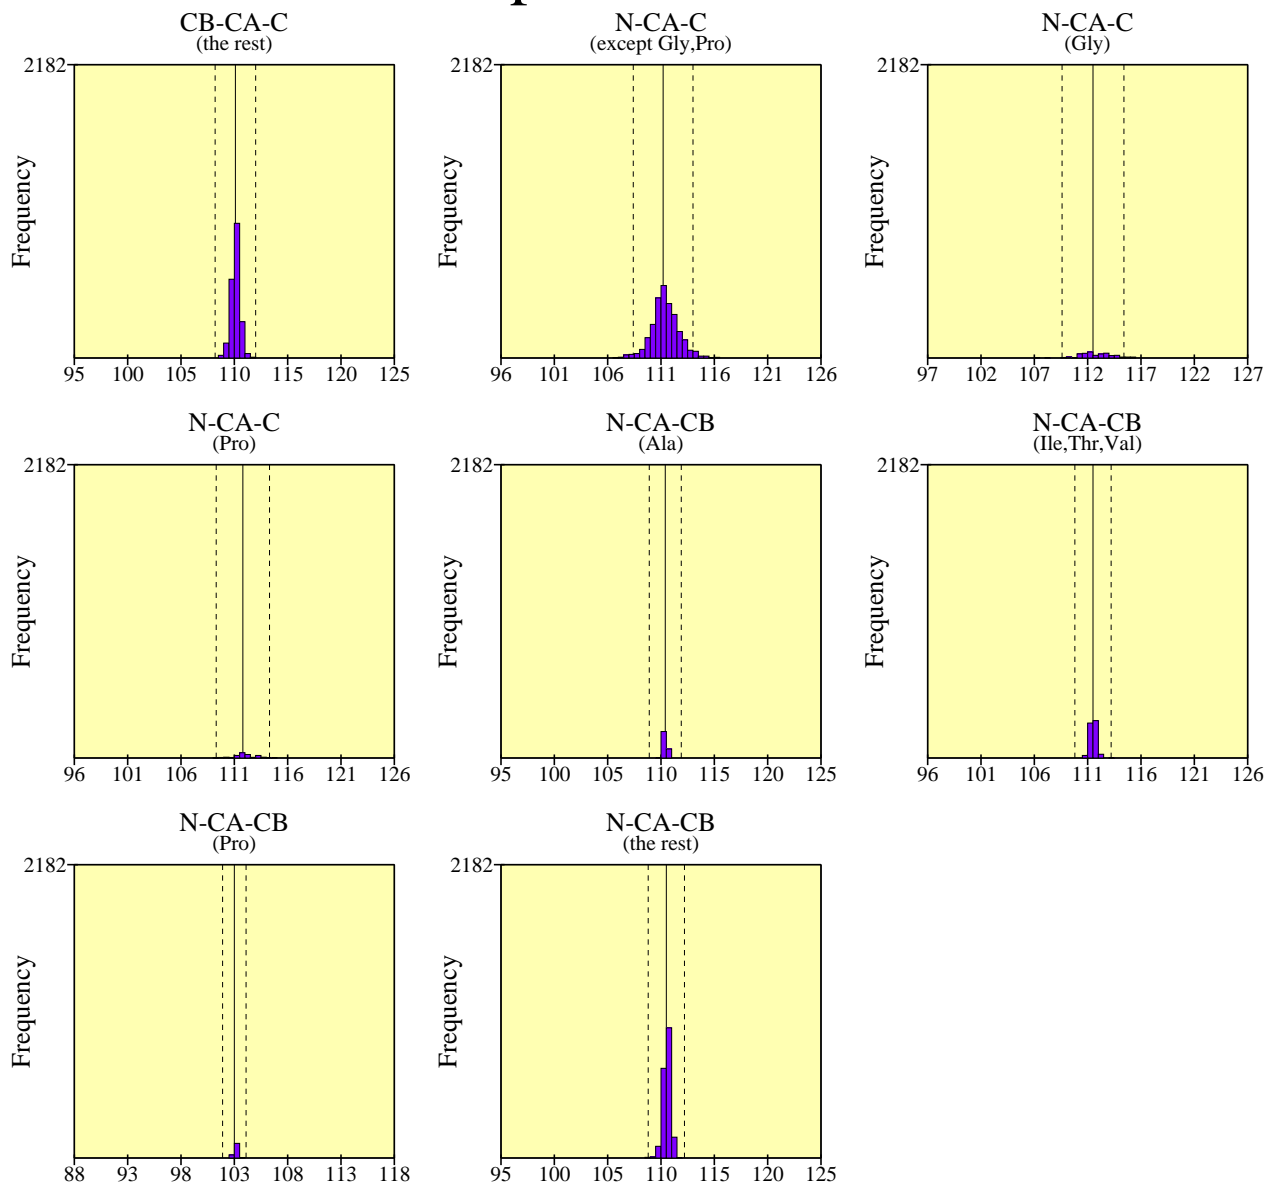 CB-CA-C
(the rest)
2182
Frequency
95 100 105 110 115 120 125
N-CA-C
(except Gly,Pro)
2182
Frequency
96 101 106 111 116 121 126
N-CA-C
(Gly)
2182
Frequency
97 102 107 112 117 122 127
N-CA-C
(Pro)
2182
Frequency
96 101 106 111 116 121 126
N-CA-CB
(Ala)
2182
Frequency
95 100 105 110 115 120 125
N-CA-CB
(Ile,Thr,Val)
2182
Frequency
96 101 106 111 116 121 126
N-CA-CB
(Pro)
2182
Frequency
88 93 98 103 108 113 118
N-CA-CB
(the rest)
2182
Frequency
95 100 105 110 115 120 125